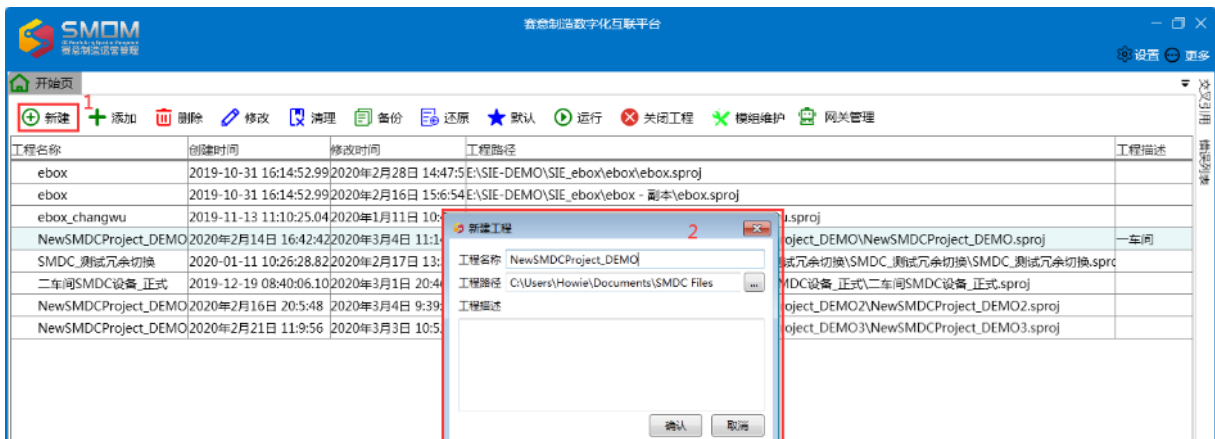 赛意制造数字化互联平台
SMOM
赛意制造运营管理
设置 更多
开始页
1
新建 添加 删除 修改 清理 备份 还原 默认 运行 关闭工程 模组维护 网关管理
交叉引用
错误列表
工程名称 创建时间 修改时间 工程路径 工程描述
ebox 2019-10-31 16:14:52.99 2020年2月28日 14:47:5 E:\SIE-DEMO\SIE_ebox\ebox\ebox.sproj
ebox 2019-10-31 16:14:52.99 2020年2月16日 15:6:54 E:\SIE-DEMO\SIE_ebox\ebox - 副本\ebox.sproj
ebox_changwu 2019-11-13 11:10:25.04 2020年1月11日 10: u.sproj
NewSMDCProject_DEMO 2020年2月14日 16:42:42 2020年3月4日 11:1 oject_DEMO\NewSMDCProject_DEMO.sproj 一车间
SMDC_测试冗余切换 2020-01-11 10:26:28.82 2020年2月17日 13: 试冗余切换\SMDC_测试冗余切换\SMDC_测试冗余切换.spro
二车间SMDC设备_正式 2019-12-19 08:40:06.10 2020年3月1日 20:4 MDC设备_正式\二车间SMDC设备_正式.sproj
NewSMDCProject_DEMO 2020年2月16日 20:5:48 2020年3月4日 9:39: oject_DEMO2\NewSMDCProject_DEMO2.sproj
NewSMDCProject_DEMO 2020年2月21日 11:9:56 2020年3月3日 10:5 oject_DEMO3\NewSMDCProject_DEMO3.sproj
新建工程 2
工程名称 NewSMDCProject_DEMO
工程路径 C:\Users\Howie\Documents\SMDC Files ...
工程描述
确认 取消